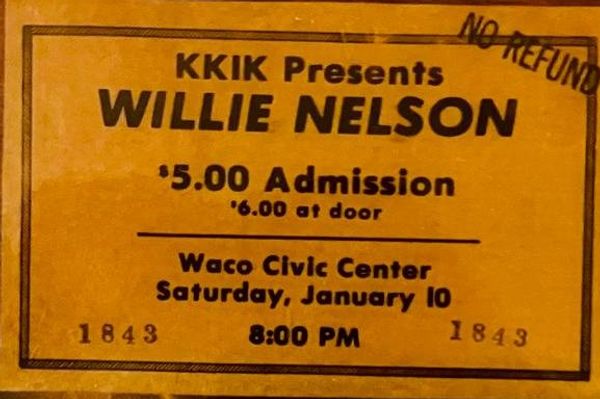 NO REFUND
KKIK Presents
WILLIE NELSON
$5.00 Admission
$6.00 at door
Waco Civic Center
Saturday, January 10
1843 8:00 PM 1843